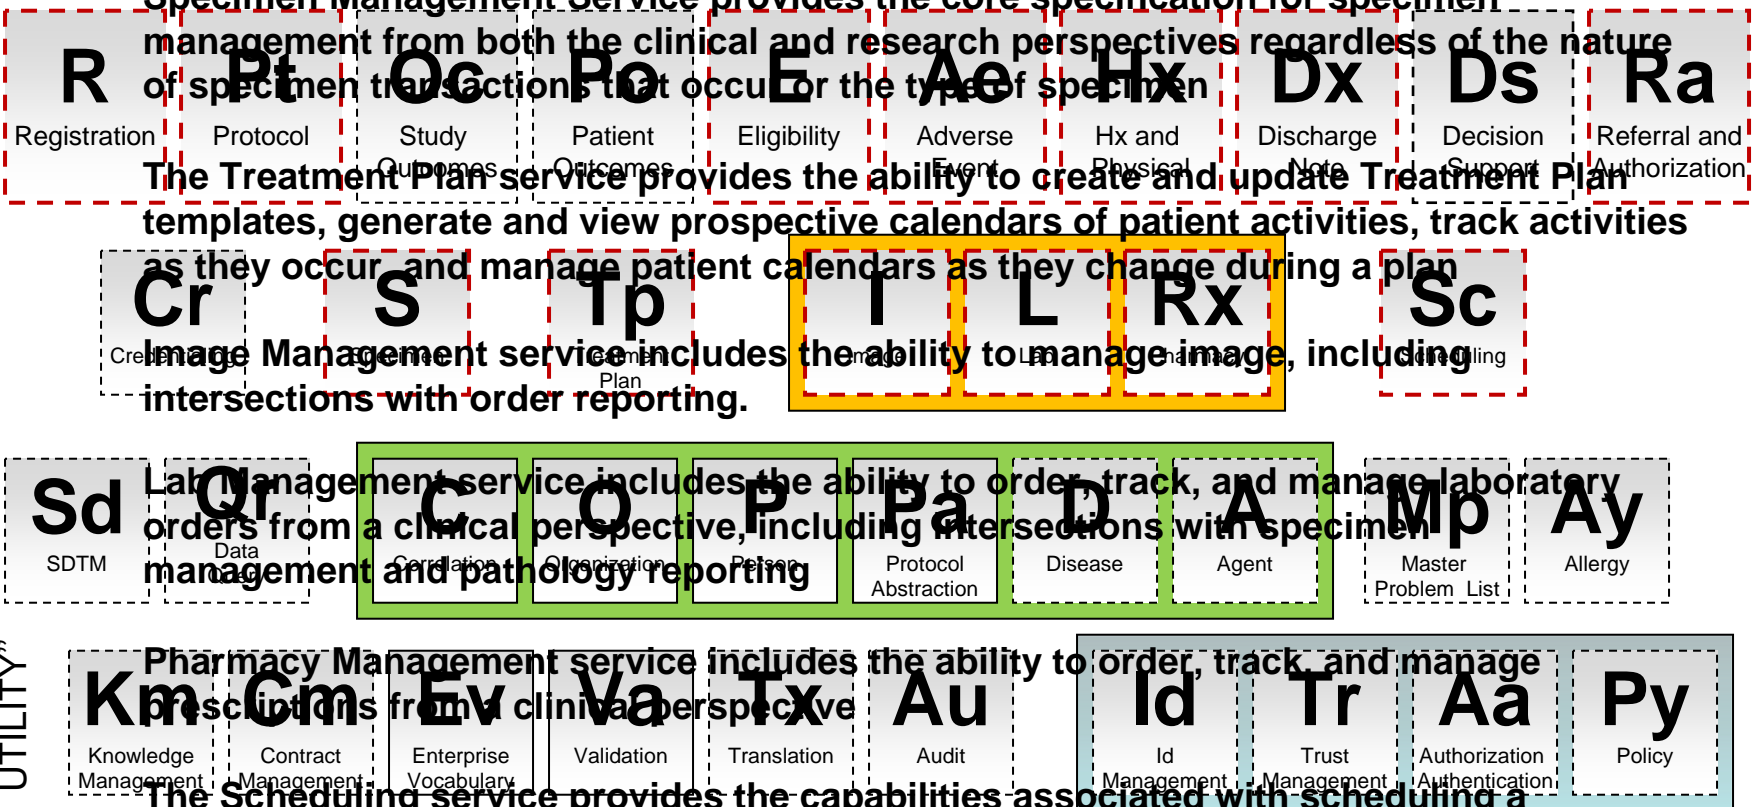 Specimen Management Service provides the core specification for specimen
management from both the clinical and research perspectives regardless of the nature
of specimen transactions that occur or the type of specimen
R Pt Oc Po E Ae Hx Dx Ds Ra
Registration Protocol Study Outcomes Patient Outcomes Eligibility Adverse Event Hx and Physical Discharge Note Decision Support Referral and Authorization
The Treatment Plan service provides the ability to create and update Treatment Plan
templates, generate and view prospective calendars of patient activities, track activities
as they occur, and manage patient calendars as they change during a plan
Cr S Tp I L Rx Sc
Credentialing Specimen Treatment Plan Image Lab Pharmacy Scheduling
Image Management service includes the ability to manage image, including
intersections with order reporting.
Lab Management service includes the ability to order, track, and manage laboratory
orders from a clinical perspective, including intersections with specimen
management and pathology reporting
Sd Qr C O P Pa D A Mp Ay
SDTM Data Query Correlation Organization Person Protocol Abstraction Disease Agent Master Problem List Allergy
Pharmacy Management service includes the ability to order, track, and manage
prescriptions from a clinical perspective
UTILITY
Km Cm Ev Va Tx Au Id Tr Aa Py
Knowledge Management Contract Management Enterprise Vocabulary Validation Translation Audit Id Management Trust Management Authorization Authentication Policy
The Scheduling service provides the capabilities associated with scheduling a